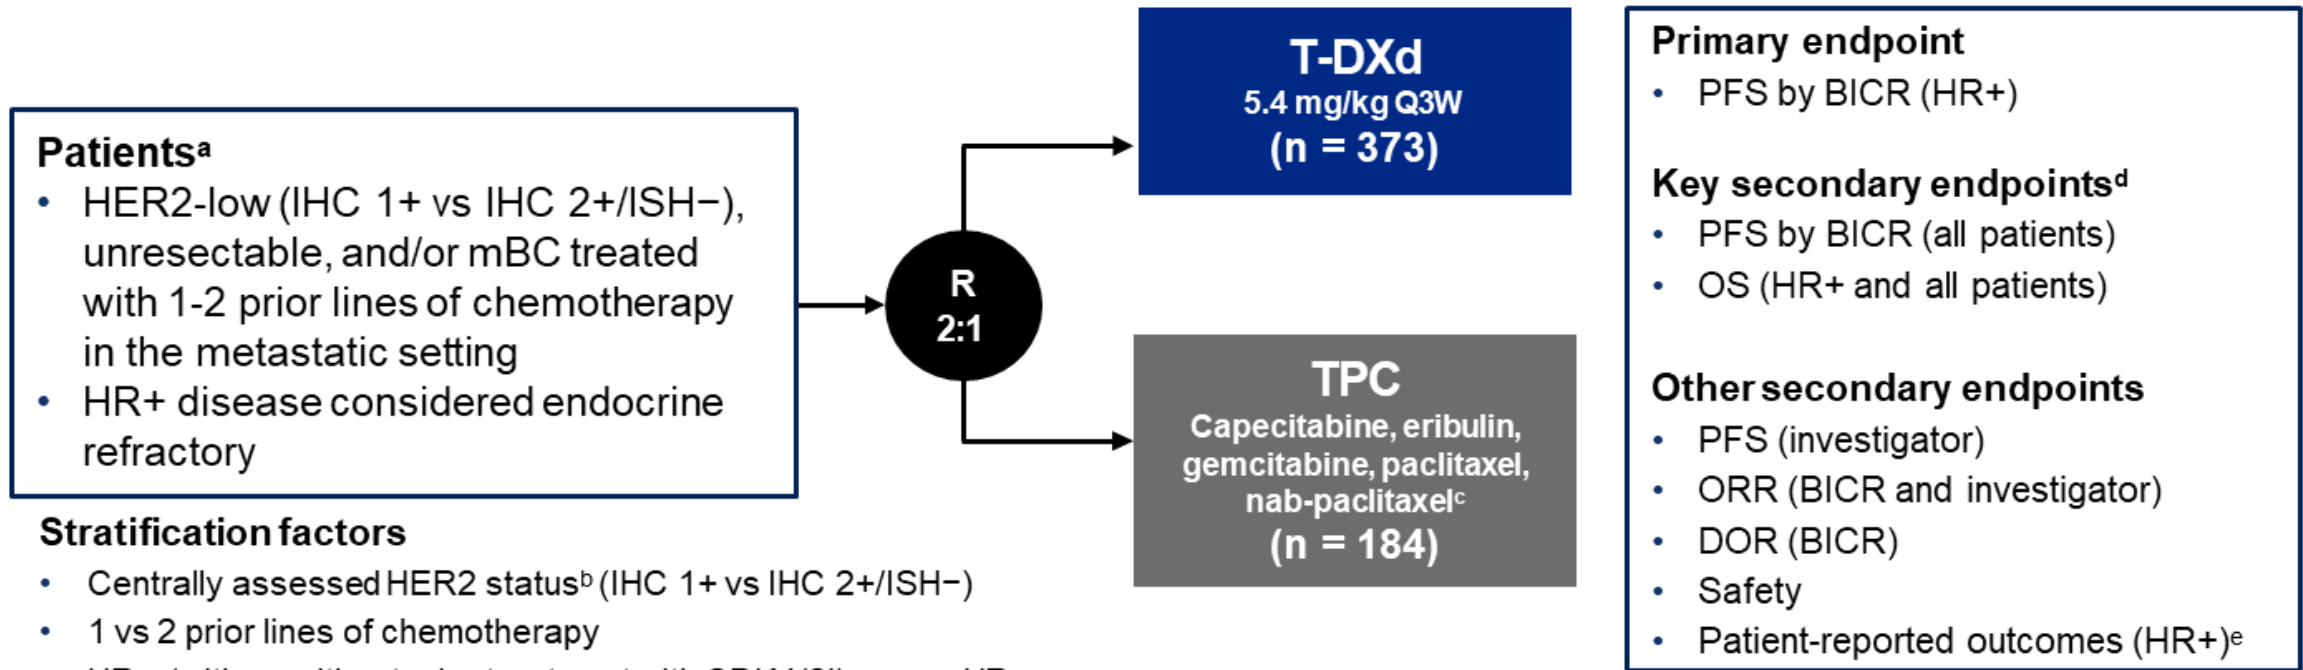 Patientsᵃ
• HER2-low (IHC 1+ vs IHC 2+/ISH−),
unresectable, and/or mBC treated
with 1-2 prior lines of chemotherapy
in the metastatic setting
• HR+ disease considered endocrine
refractory
Stratification factors
• Centrally assessed HER2 statusᵇ (IHC 1+ vs IHC 2+/ISH−)
• 1 vs 2 prior lines of chemotherapy
R
2:1
T-DXd
5.4 mg/kg Q3W
(n = 373)
TPC
Capecitabine, eribulin,
gemcitabine, paclitaxel,
nab-paclitaxelᶜ
(n = 184)
Primary endpoint
• PFS by BICR (HR+)
Key secondary endpointsᵈ
• PFS by BICR (all patients)
• OS (HR+ and all patients)
Other secondary endpoints
• PFS (investigator)
• ORR (BICR and investigator)
• DOR (BICR)
• Safety
• Patient-reported outcomes (HR+)ᵉ